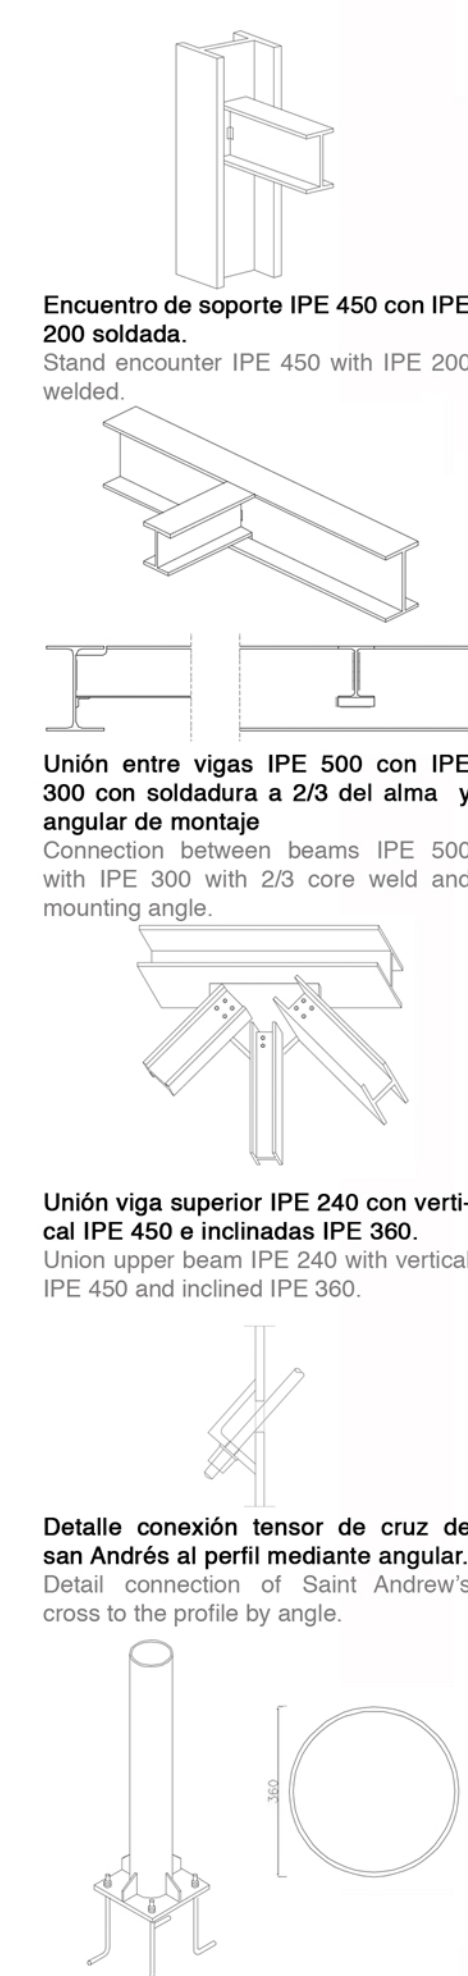 Encuentro de soporte IPE 450 con IPE
200 soldada.
Stand encounter IPE 450 with IPE 200
welded.
Unión entre vigas IPE 500 con IPE
300 con soldadura a 2/3 del alma y
angular de montaje
Connection between beams IPE 500
with IPE 300 with 2/3 core weld and
mounting angle.
Unión viga superior IPE 240 con verti-
cal IPE 450 e inclinadas IPE 360.
Union upper beam IPE 240 with vertical
IPE 450 and inclined IPE 360.
Detalle conexión tensor de cruz de
san Andrés al perfil mediante angular.
Detail connection of Saint Andrew's
cross to the profile by angle.
360